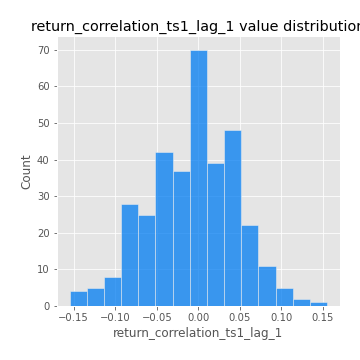 return_correlation_ts1_lag_1 value distribution
70
60
50
40
30
20
10
0
Count
−0.15 −0.10 −0.05 0.00 0.05 0.10 0.15
return_correlation_ts1_lag_1